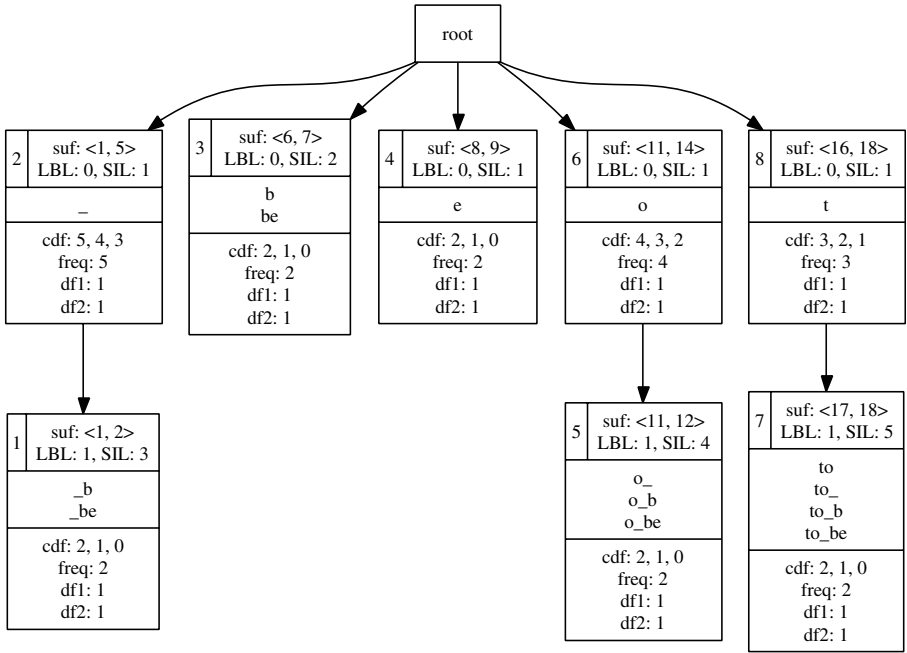 root
2
suf: <1, 5>
LBL: 0, SIL: 1
_
cdf: 5, 4, 3
freq: 5
df1: 1
df2: 1
3
suf: <6, 7>
LBL: 0, SIL: 2
b
be
cdf: 2, 1, 0
freq: 2
df1: 1
df2: 1
4
suf: <8, 9>
LBL: 0, SIL: 1
e
cdf: 2, 1, 0
freq: 2
df1: 1
df2: 1
6
suf: <11, 14>
LBL: 0, SIL: 1
o
cdf: 4, 3, 2
freq: 4
df1: 1
df2: 1
8
suf: <16, 18>
LBL: 0, SIL: 1
t
cdf: 3, 2, 1
freq: 3
df1: 1
df2: 1
1
suf: <1, 2>
LBL: 1, SIL: 3
_b
_be
cdf: 2, 1, 0
freq: 2
df1: 1
df2: 1
5
suf: <11, 12>
LBL: 1, SIL: 4
o_
o_b
o_be
cdf: 2, 1, 0
freq: 2
df1: 1
df2: 1
7
suf: <17, 18>
LBL: 1, SIL: 5
to
to_
to_b
to_be
cdf: 2, 1, 0
freq: 2
df1: 1
df2: 1